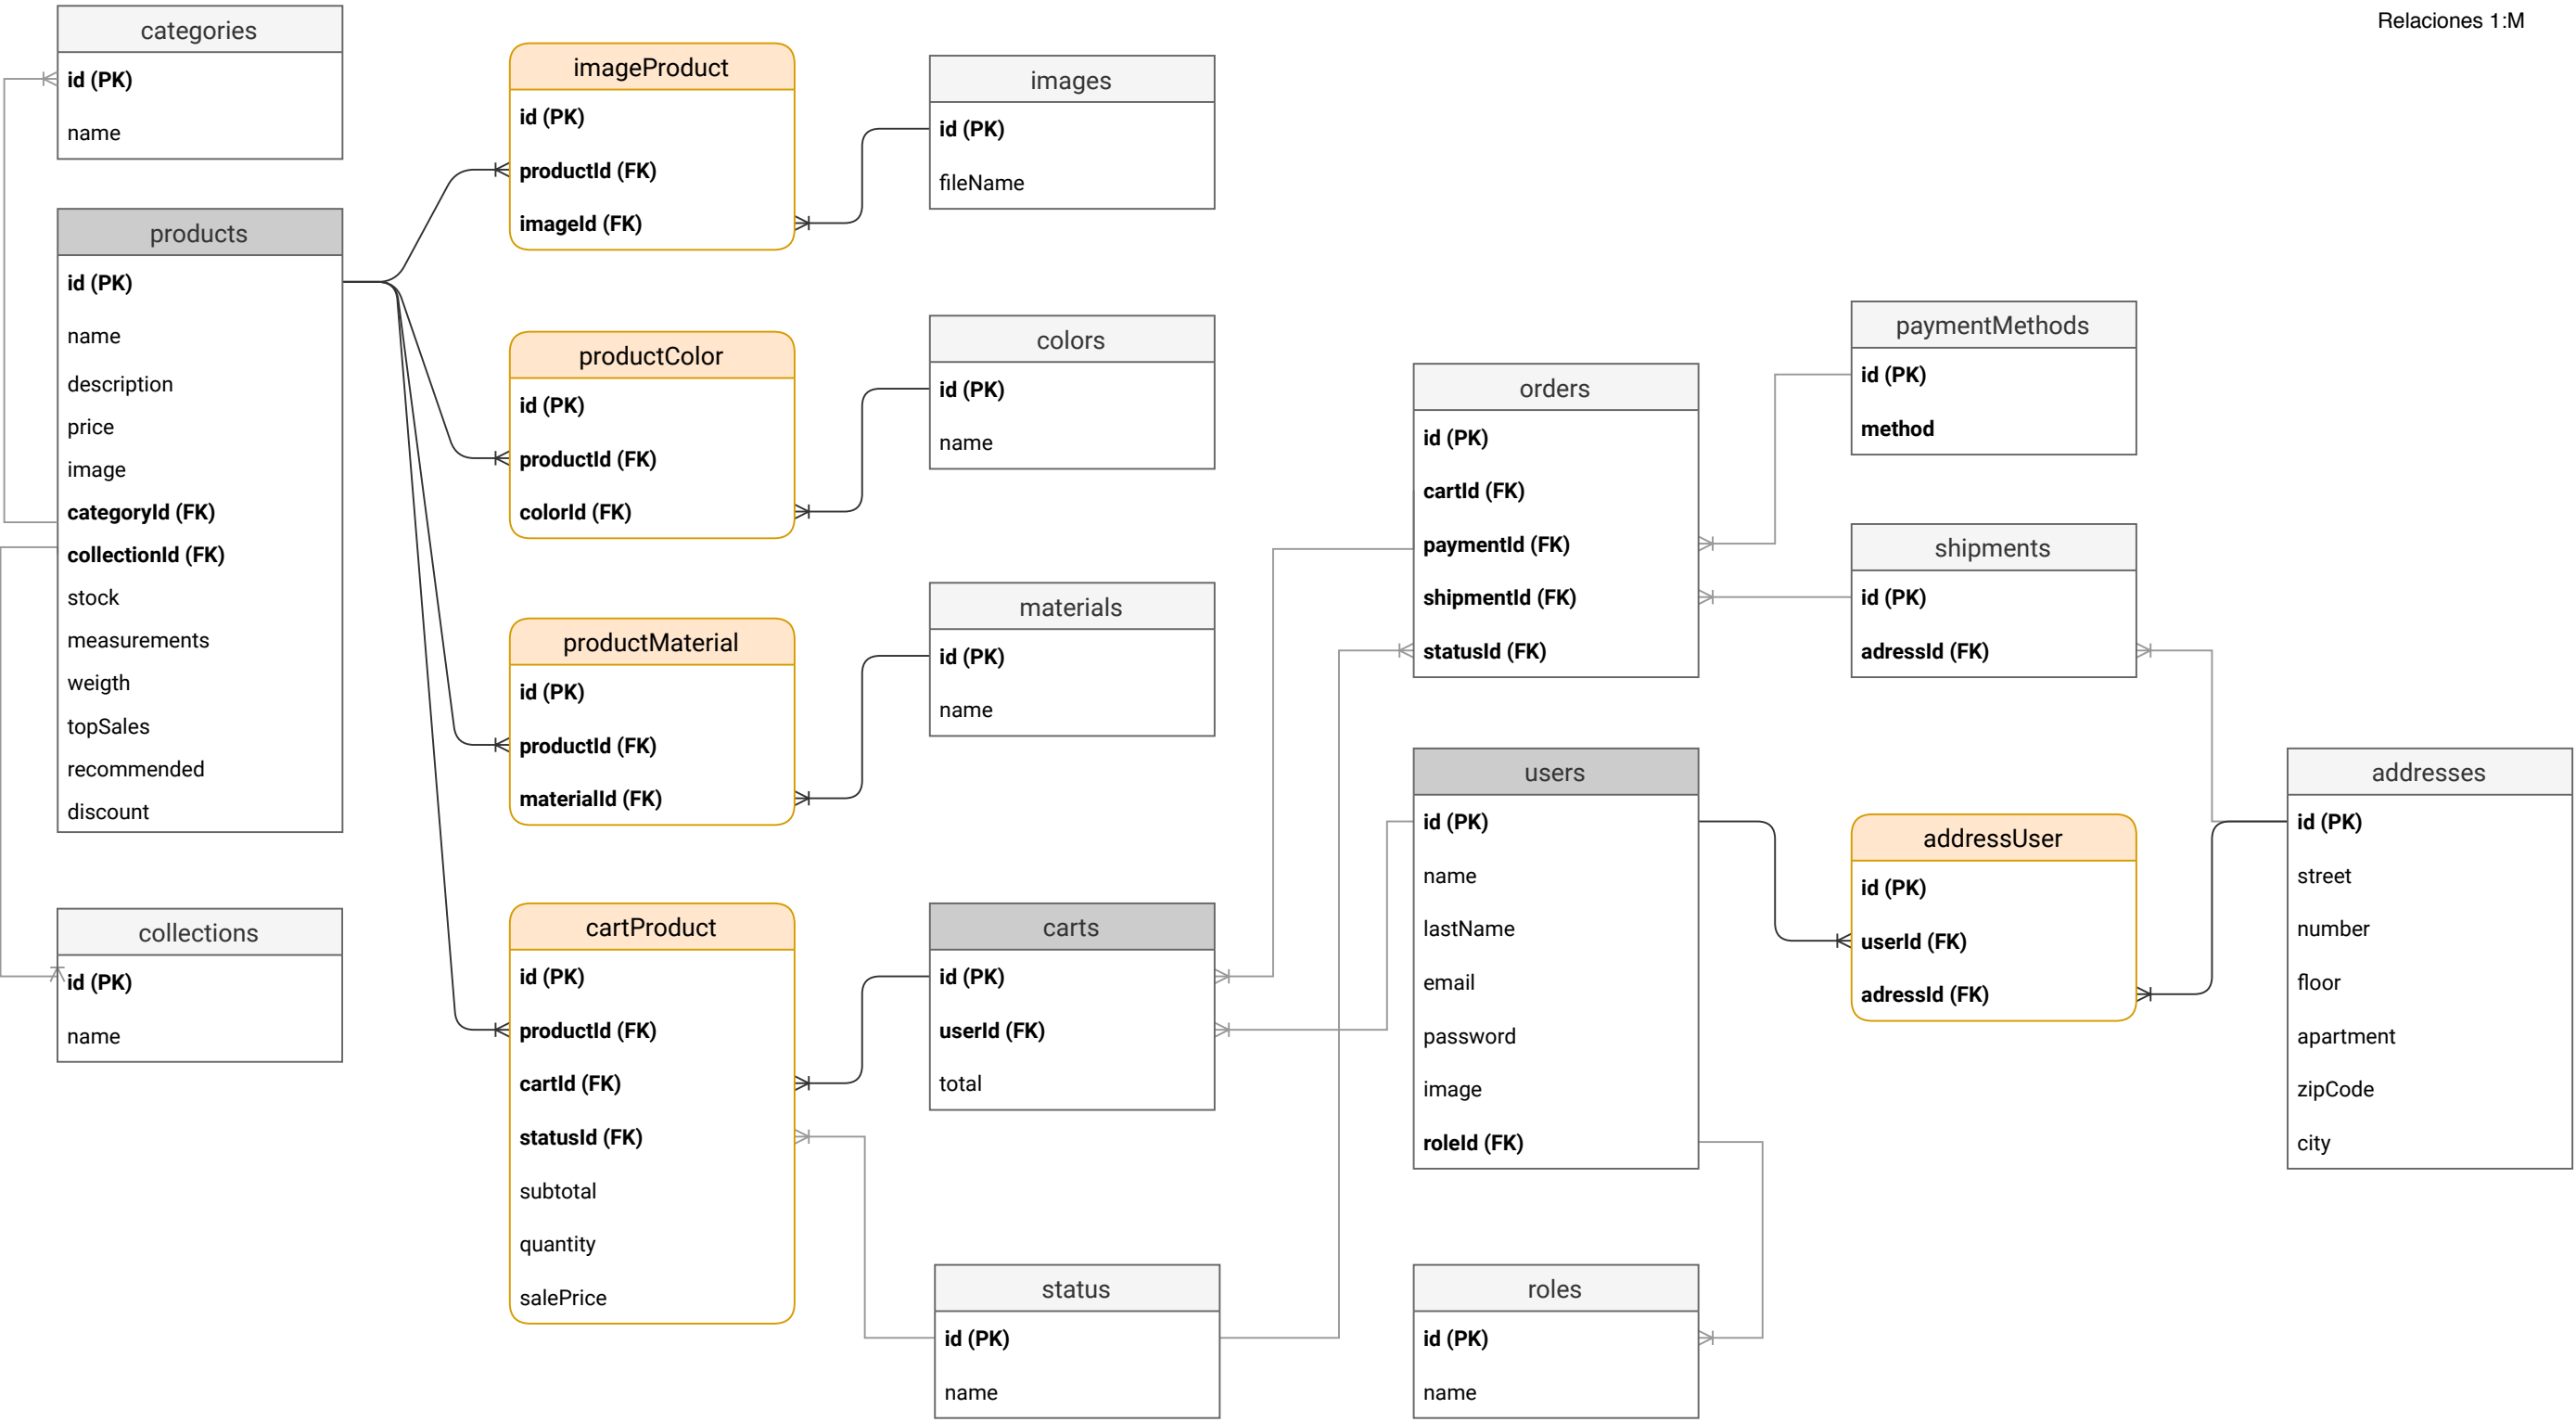 Relaciones 1:M
categories
id (PK)
name
products
id (PK)
name
description
price
image
categoryId (FK)
collectionId (FK)
stock
measurements
weigth
topSales
recommended
discount
collections
id (PK)
name
imageProduct
id (PK)
productId (FK)
imageId (FK)
productColor
id (PK)
productId (FK)
colorId (FK)
productMaterial
id (PK)
productId (FK)
materialId (FK)
cartProduct
id (PK)
productId (FK)
cartId (FK)
statusId (FK)
subtotal
quantity
salePrice
images
id (PK)
fileName
colors
id (PK)
name
materials
id (PK)
name
carts
id (PK)
userId (FK)
total
status
id (PK)
name
orders
id (PK)
cartId (FK)
paymentId (FK)
shipmentId (FK)
statusId (FK)
users
id (PK)
name
lastName
email
password
image
roleId (FK)
roles
id (PK)
name
paymentMethods
id (PK)
method
shipments
id (PK)
adressId (FK)
addressUser
id (PK)
userId (FK)
adressId (FK)
addresses
id (PK)
street
number
floor
apartment
zipCode
city